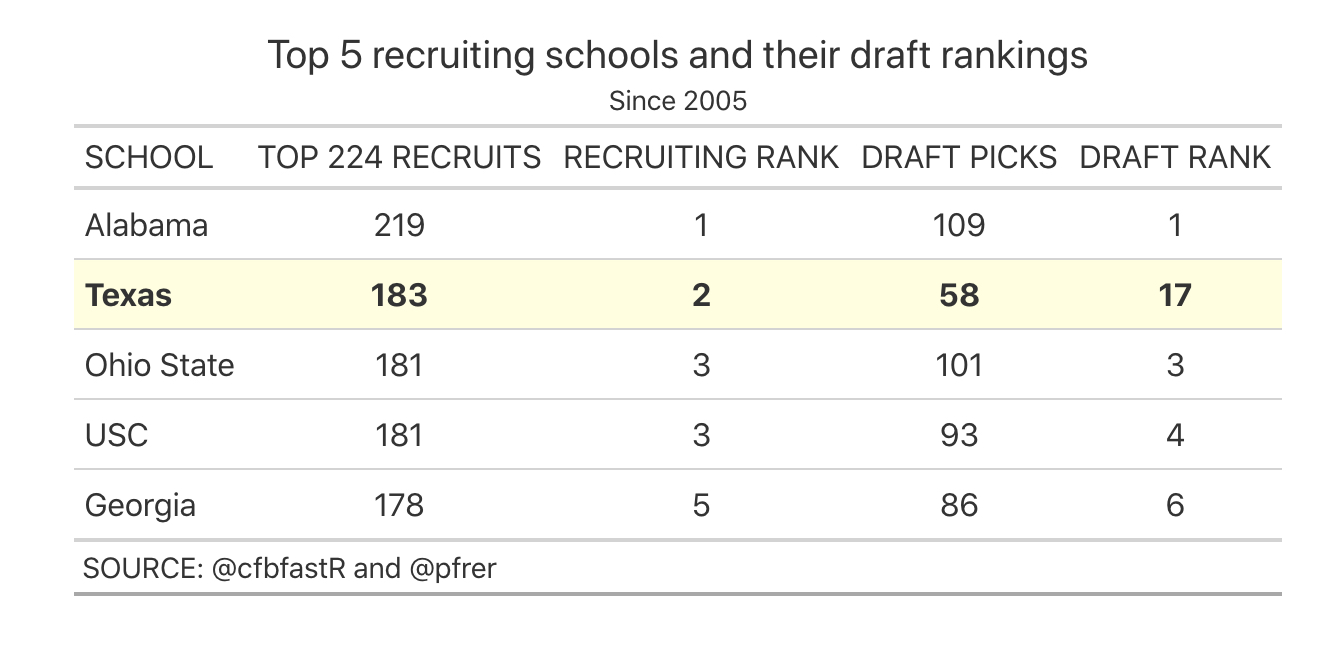 Top 5 recruiting schools and their draft rankings
Since 2005
SCHOOL TOP 224 RECRUITS RECRUITING RANK DRAFT PICKS DRAFT RANK
Alabama 219 1 109 1
Texas 183 2 58 17
Ohio State 181 3 101 3
USC 181 3 93 4
Georgia 178 5 86 6
SOURCE: @cfbfastR and @pfrer